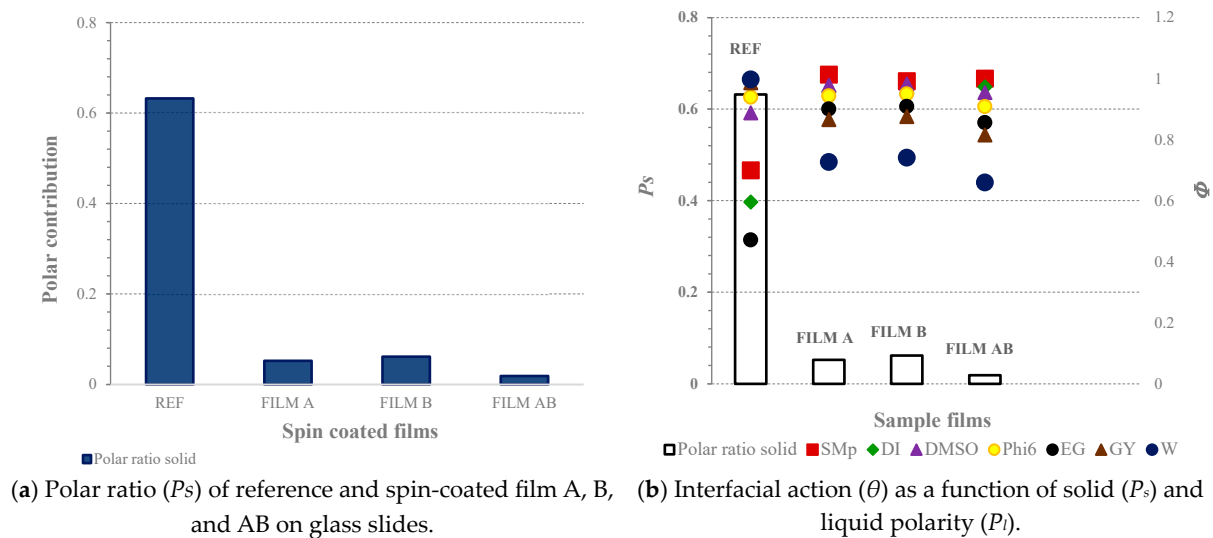 0.8
0.6
0.4
0.2
0
Polar contribution
REF
FILM A
FILM B
FILM AB
Spin coated films
Polar ratio solid
(a) Polar ratio (Ps) of reference and spin-coated film A, B,
and AB on glass slides.
0.8
0.6
0.4
0.2
0
Ps
REF
FILM A
FILM B
FILM AB
1.2
1
0.8
0.6
0.4
0.2
0
Φ
Sample films
Polar ratio solid SMp DI DMSO Phi6 EG GY W
(b) Interfacial action (θ) as a function of solid (Ps) and
liquid polarity (Pl).